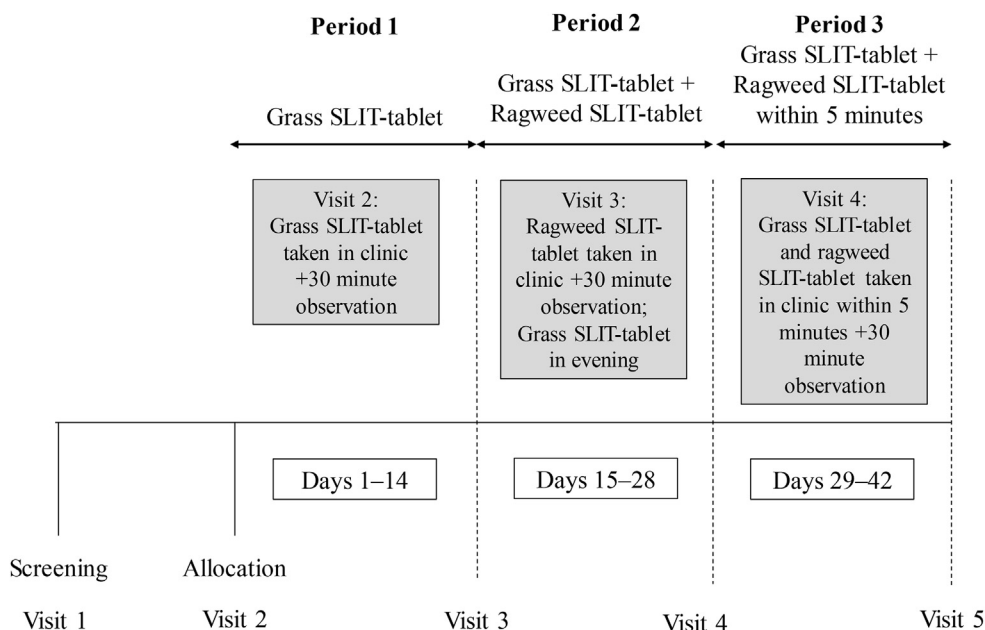 Period 1
Grass SLIT-tablet
Period 2
Grass SLIT-tablet +
Ragweed SLIT-tablet
Period 3
Grass SLIT-tablet +
Ragweed SLIT-tablet
within 5 minutes
Visit 2:
Grass SLIT-tablet
taken in clinic
+30 minute
observation
Visit 3:
Ragweed SLIT-
tablet taken in
clinic +30 minute
observation;
Grass SLIT-tablet
in evening
Visit 4:
Grass SLIT-tablet
and ragweed
SLIT-tablet taken
in clinic within 5
minutes +30
minute
observation
Days 1–14
Days 15–28
Days 29–42
Screening
Allocation
Visit 1
Visit 2
Visit 3
Visit 4
Visit 5